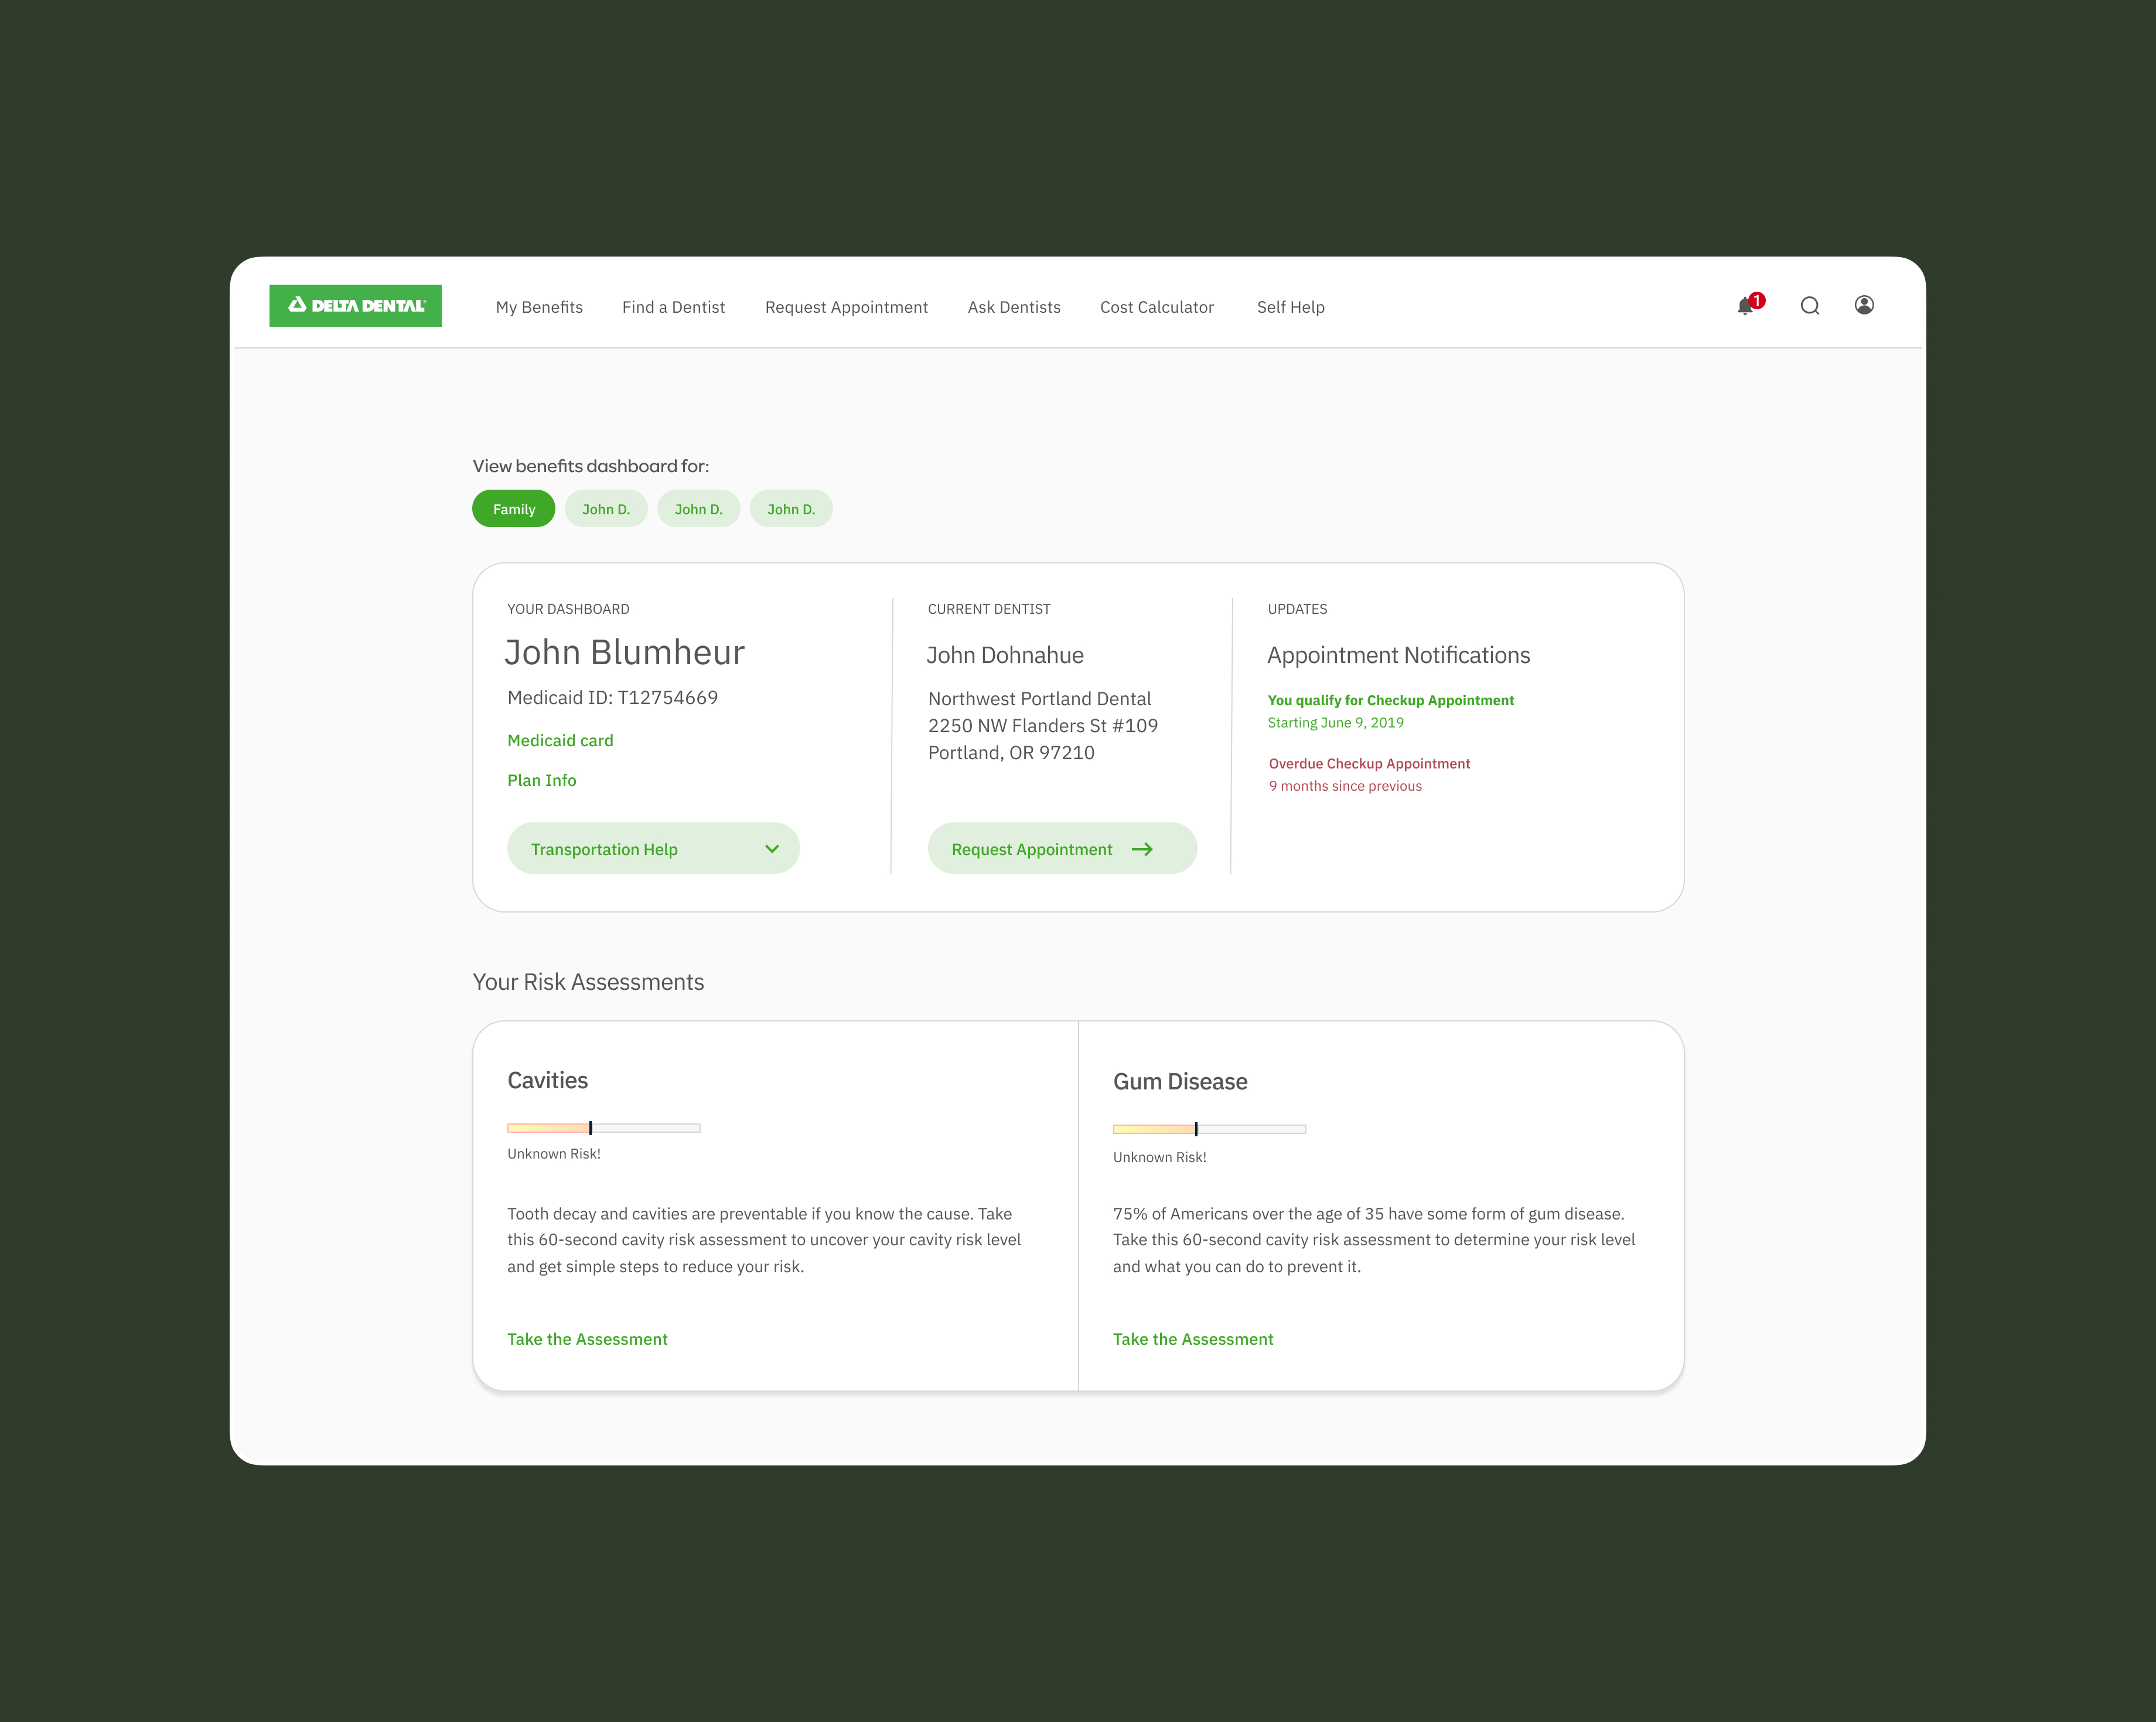 DELTA DENTAL
My Benefits Find a Dentist Request Appointment Ask Dentists Cost Calculator Self Help 1
View benefits dashboard for:
Family John D. John D. John D.
YOUR DASHBOARD
John Blumheur
Medicaid ID: T12754669
Medicaid card
Plan Info
Transportation Help
CURRENT DENTIST
John Dohnahue
Northwest Portland Dental
2250 NW Flanders St #109
Portland, OR 97210
Request Appointment
UPDATES
Appointment Notifications
You qualify for Checkup Appointment
Starting June 9, 2019
Overdue Checkup Appointment
9 months since previous
Your Risk Assessments
Cavities
Unknown Risk!
Tooth decay and cavities are preventable if you know the cause. Take
this 60-second cavity risk assessment to uncover your cavity risk level
and get simple steps to reduce your risk.
Take the Assessment
Gum Disease
Unknown Risk!
75% of Americans over the age of 35 have some form of gum disease.
Take this 60-second cavity risk assessment to determine your risk level
and what you can do to prevent it.
Take the Assessment